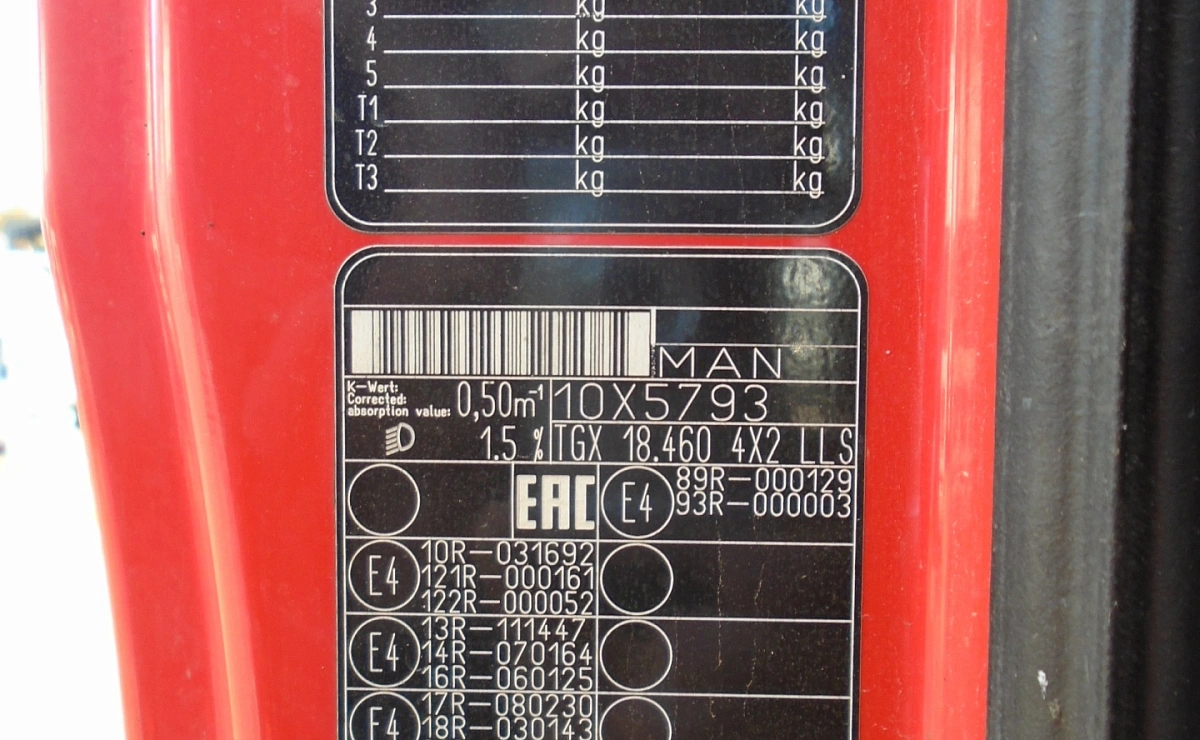 3 kg kg
4 kg kg
5 kg kg
T1 kg kg
T2 kg kg
T3 kg kg
MAN
K-Wert:
Corrected:
absorption value: 0,50m-1 10X5793
1.5 % TGX 18.460 4X2 LLS
EAC E4 89R-000129
93R-000003
E4 10R-031692
121R-000161
122R-000052
E4 13R-111447
14R-070164
16R-060125
E4 17R-080230
18R-030143